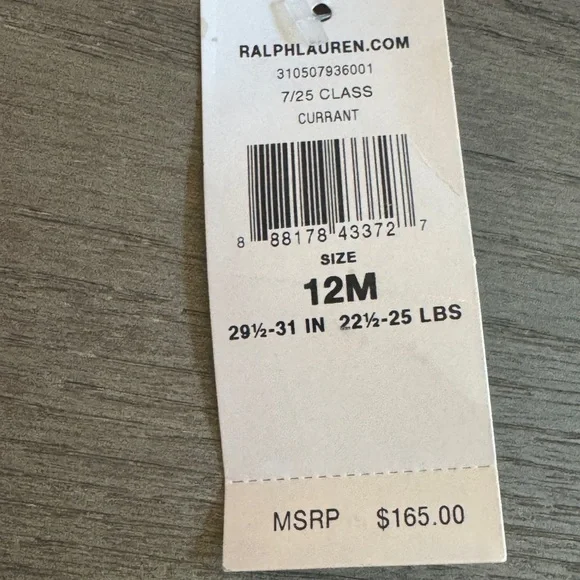 RALPHLAUREN.COM
310507936001
7/25 CLASS
CURRANT
8 88178 43372 7
SIZE
12M
29½-31 IN 22½-25 LBS
MSRP $165.00